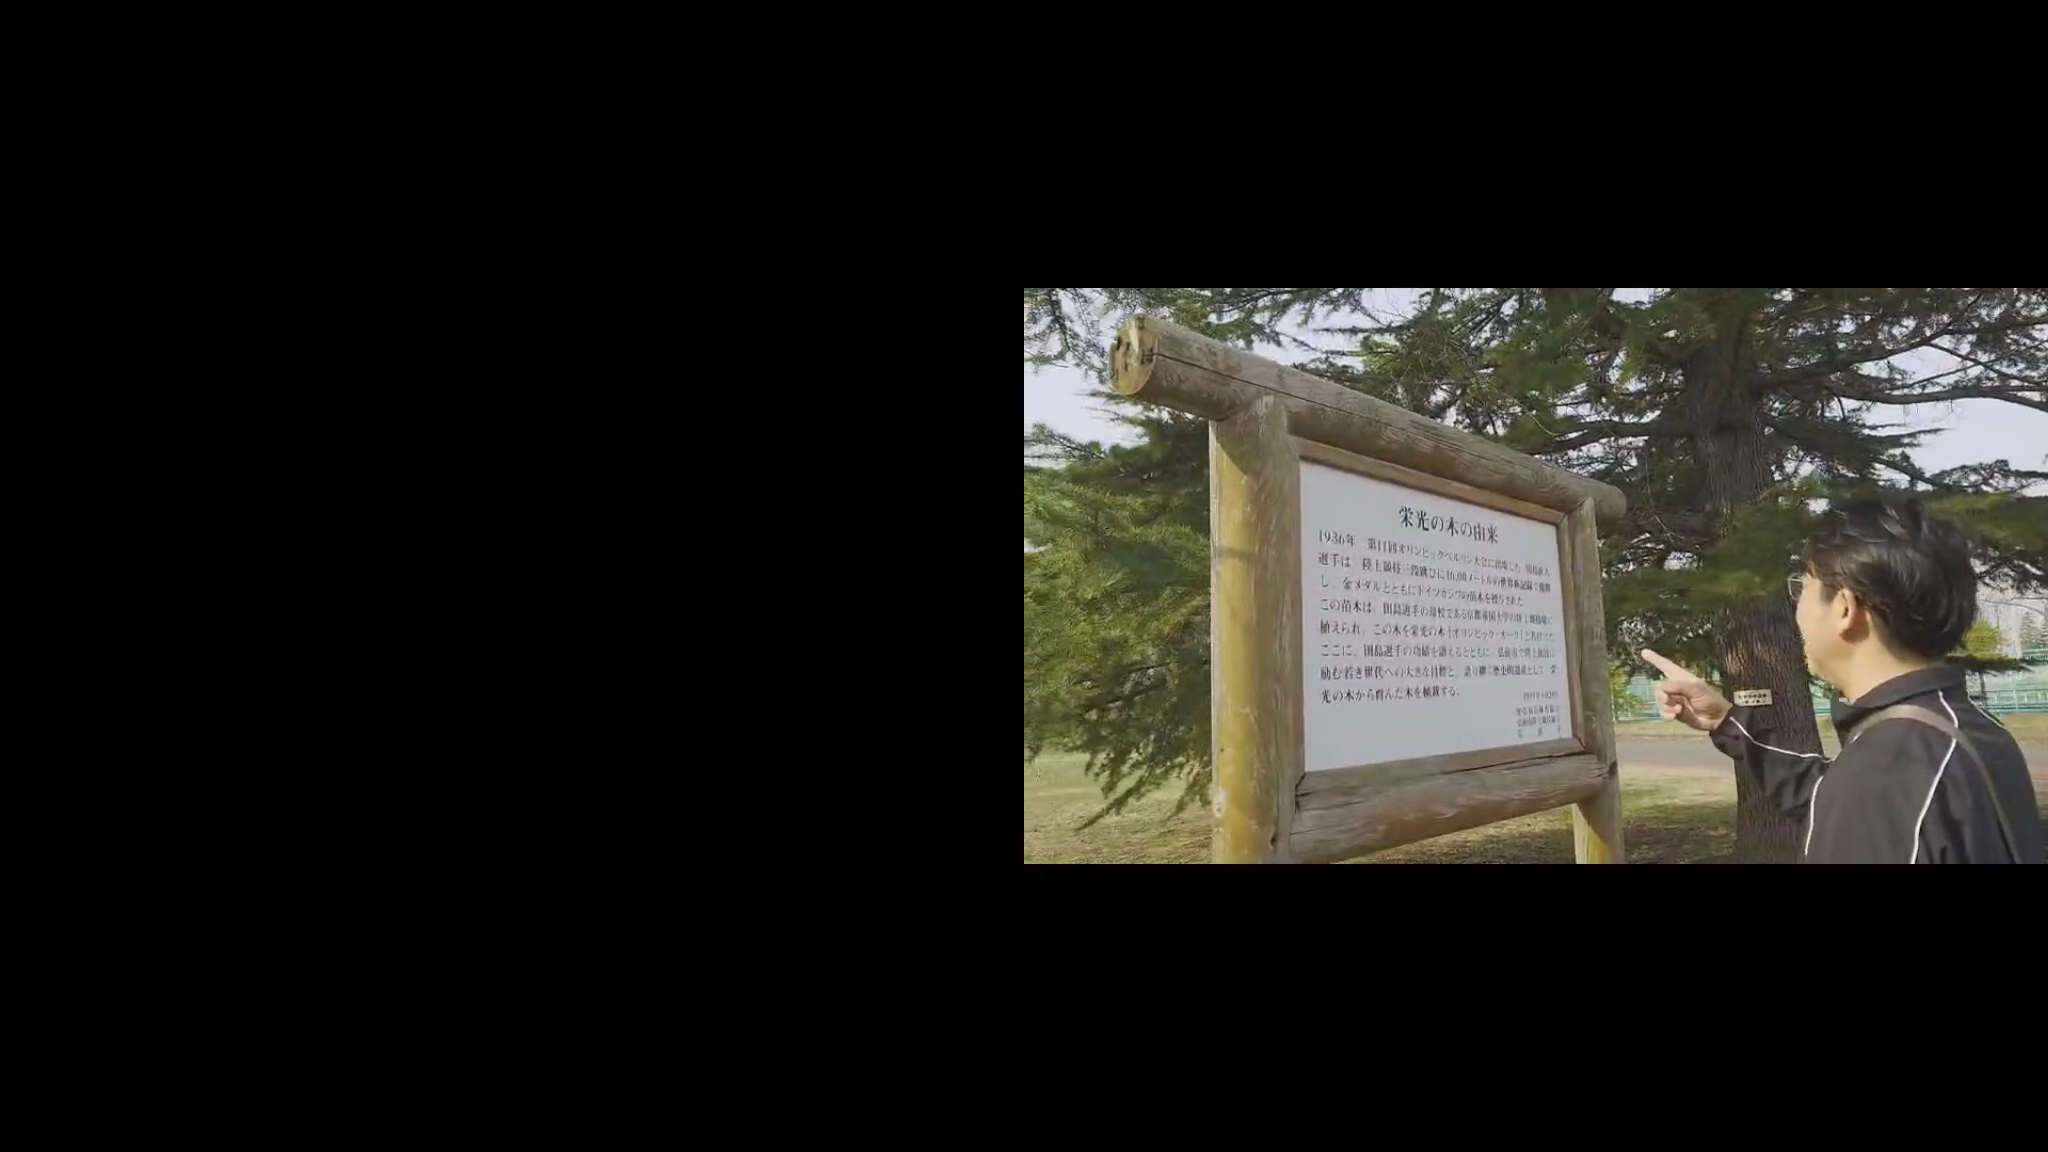 栄光の木の由来
1936年 第11回オリンピックベルリン大会に出場した 田島直人
選手は 陸上競技三段跳びに16.00メートルの世界新記録で優勝
し、金メダルとともにドイツカシワの苗木を授与された
この苗木は、田島選手の母校である京都帝国大学の陸上競技場に
植えられ、この木を栄光の木(オリンピック・オーク)と名付けた
ここに、田島選手の功績を讃えるとともに 弘前市で陸上競技に
励む若き世代への大きな目標と、語り継ぐ歴史的遺産として 栄
光の木から育んだ木を植栽する。